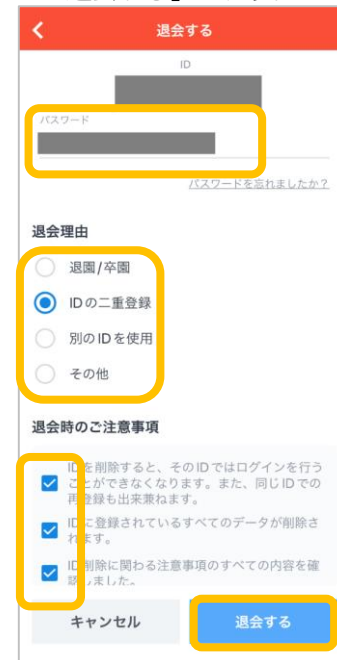 退会する
ID
パスワード
パスワードを忘れましたか?
退会理由
退園/卒園
IDの二重登録
別のIDを使用
その他
退会時のご注意事項
IDを削除すると、そのIDではログインを行う
ことができなくなります。また、同じIDでの
再登録も出来兼ねます。
IDに登録されているすべてのデータが削除さ
れます。
ID削除に関わる注意事項のすべての内容を確
認しました。
キャンセル
退会する